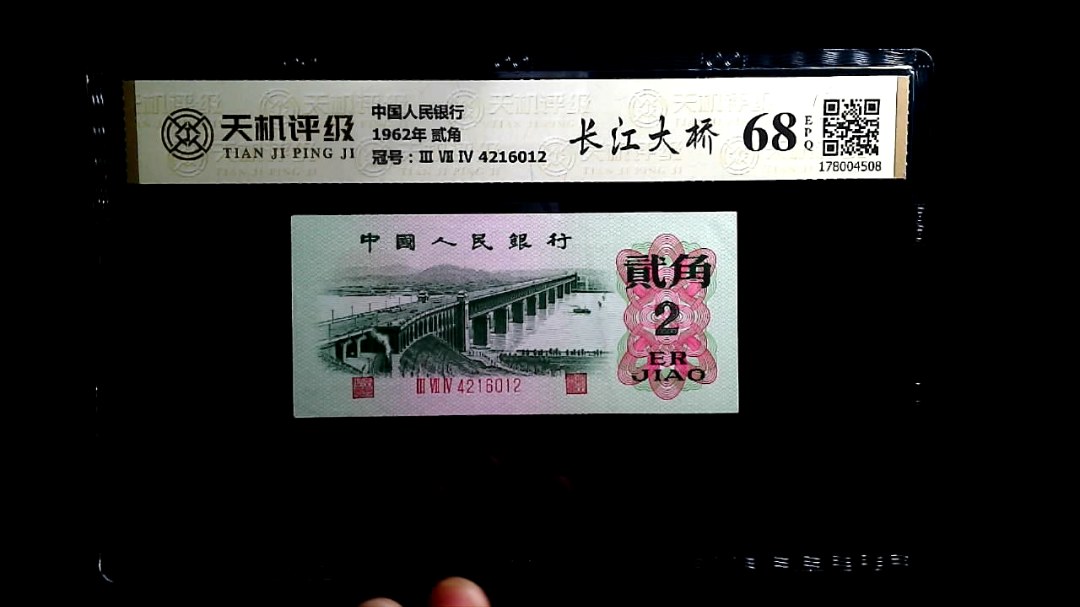 天机评级
TIAN JI PING JI
中国人民银行
1962年 贰角
冠号：Ⅲ Ⅶ Ⅳ 4216012
长江大桥
68
EPQ
178004508
中國人民銀行
貳角
2
ER
JIAO
Ⅲ Ⅶ Ⅳ 4216012